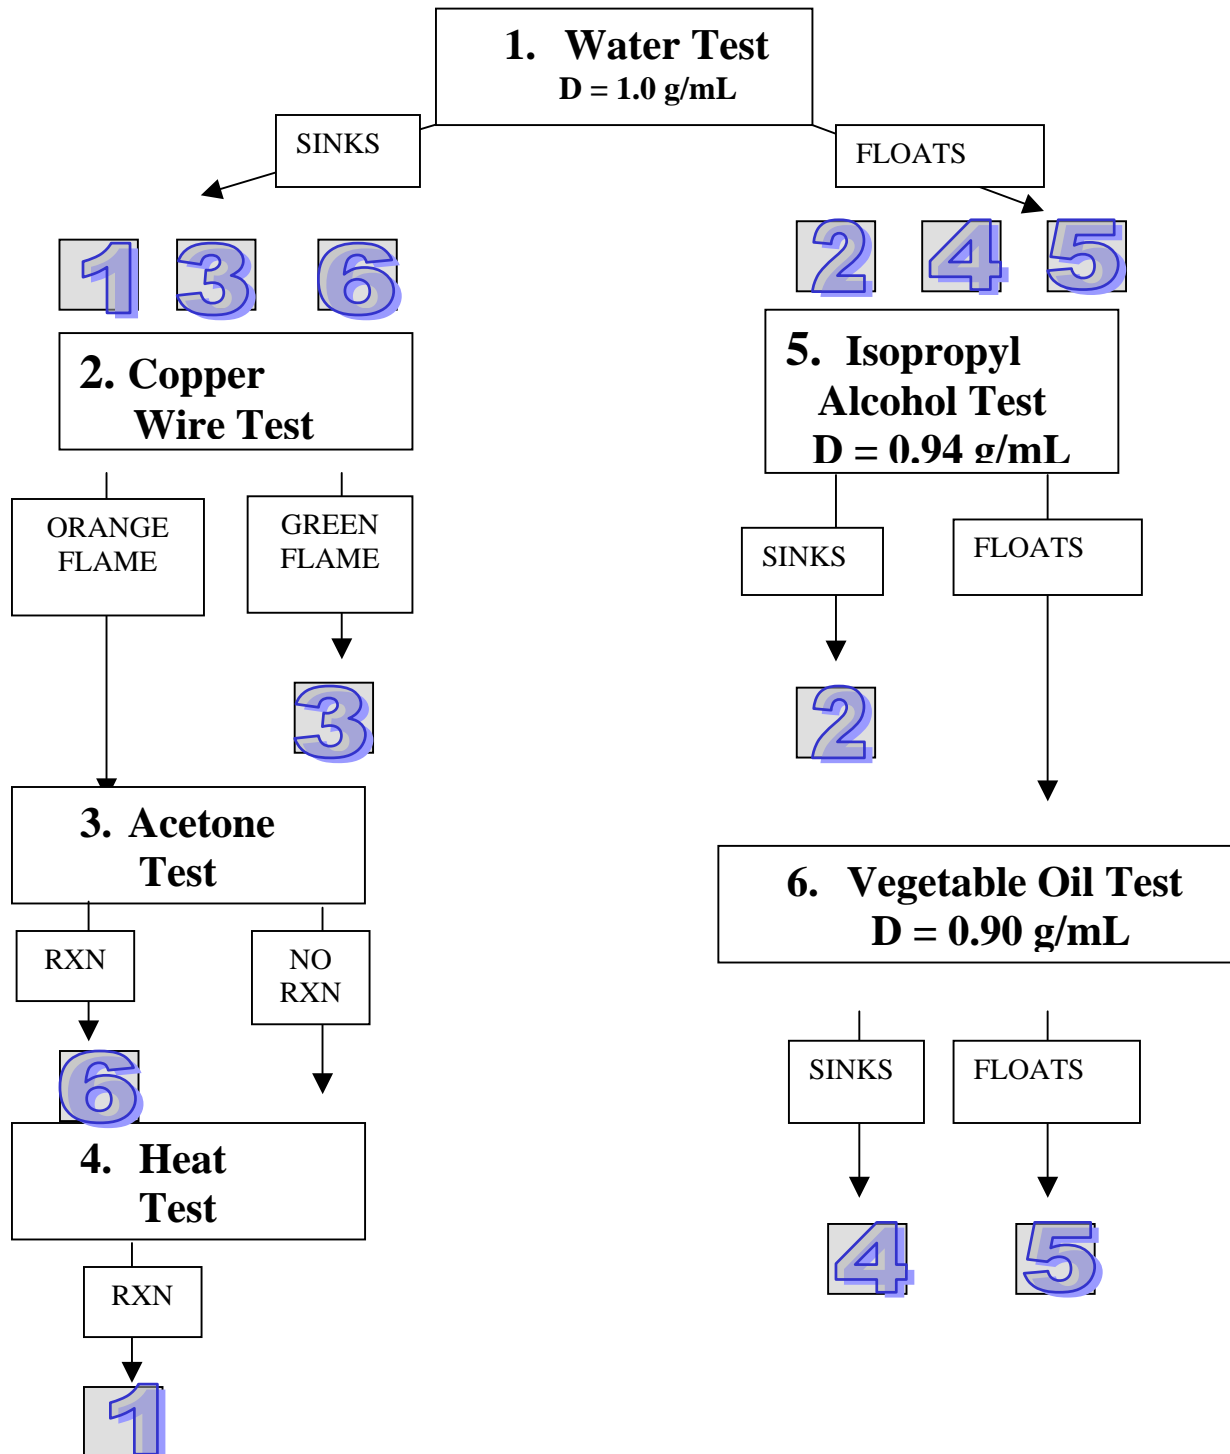 1. Water Test
D = 1.0 g/mL
SINKS
FLOATS
1 3 6
2 4 5
2. Copper
Wire Test
5. Isopropyl
Alcohol Test
D = 0.94 g/mL
ORANGE
FLAME
GREEN
FLAME
SINKS
FLOATS
3
2
3. Acetone
Test
6. Vegetable Oil Test
D = 0.90 g/mL
RXN
NO
RXN
SINKS
FLOATS
6
4. Heat
Test
4
5
RXN
1